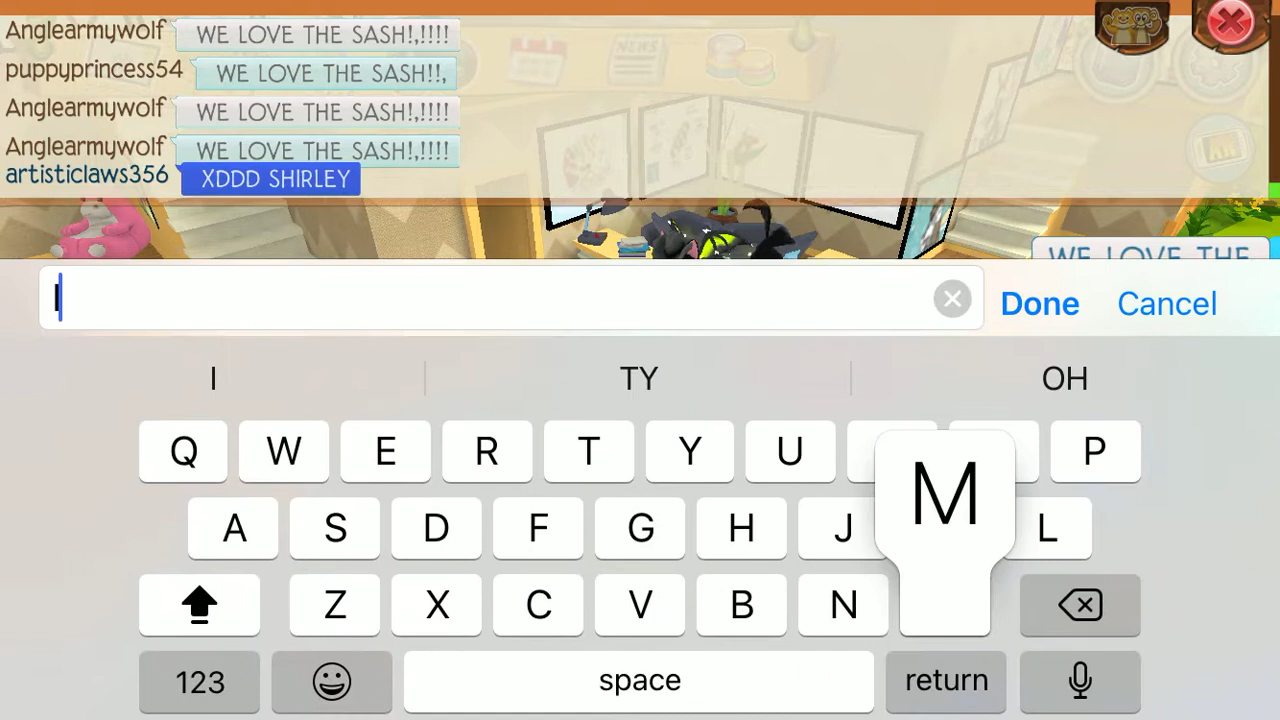 Anglearmywolf WE LOVE THE SASH!,!!!!
puppyprincess54 WE LOVE THE SASH!!,
Anglearmywolf WE LOVE THE SASH!,!!!!
Anglearmywolf WE LOVE THE SASH!,!!!!
artisticlaws356 XDDD SHIRLEY
NEWS
WE LOVE THE
I
Done Cancel
I TY OH
Q W E R T Y U P
A S D F G H J L
M
Z X C V B N
123 space return